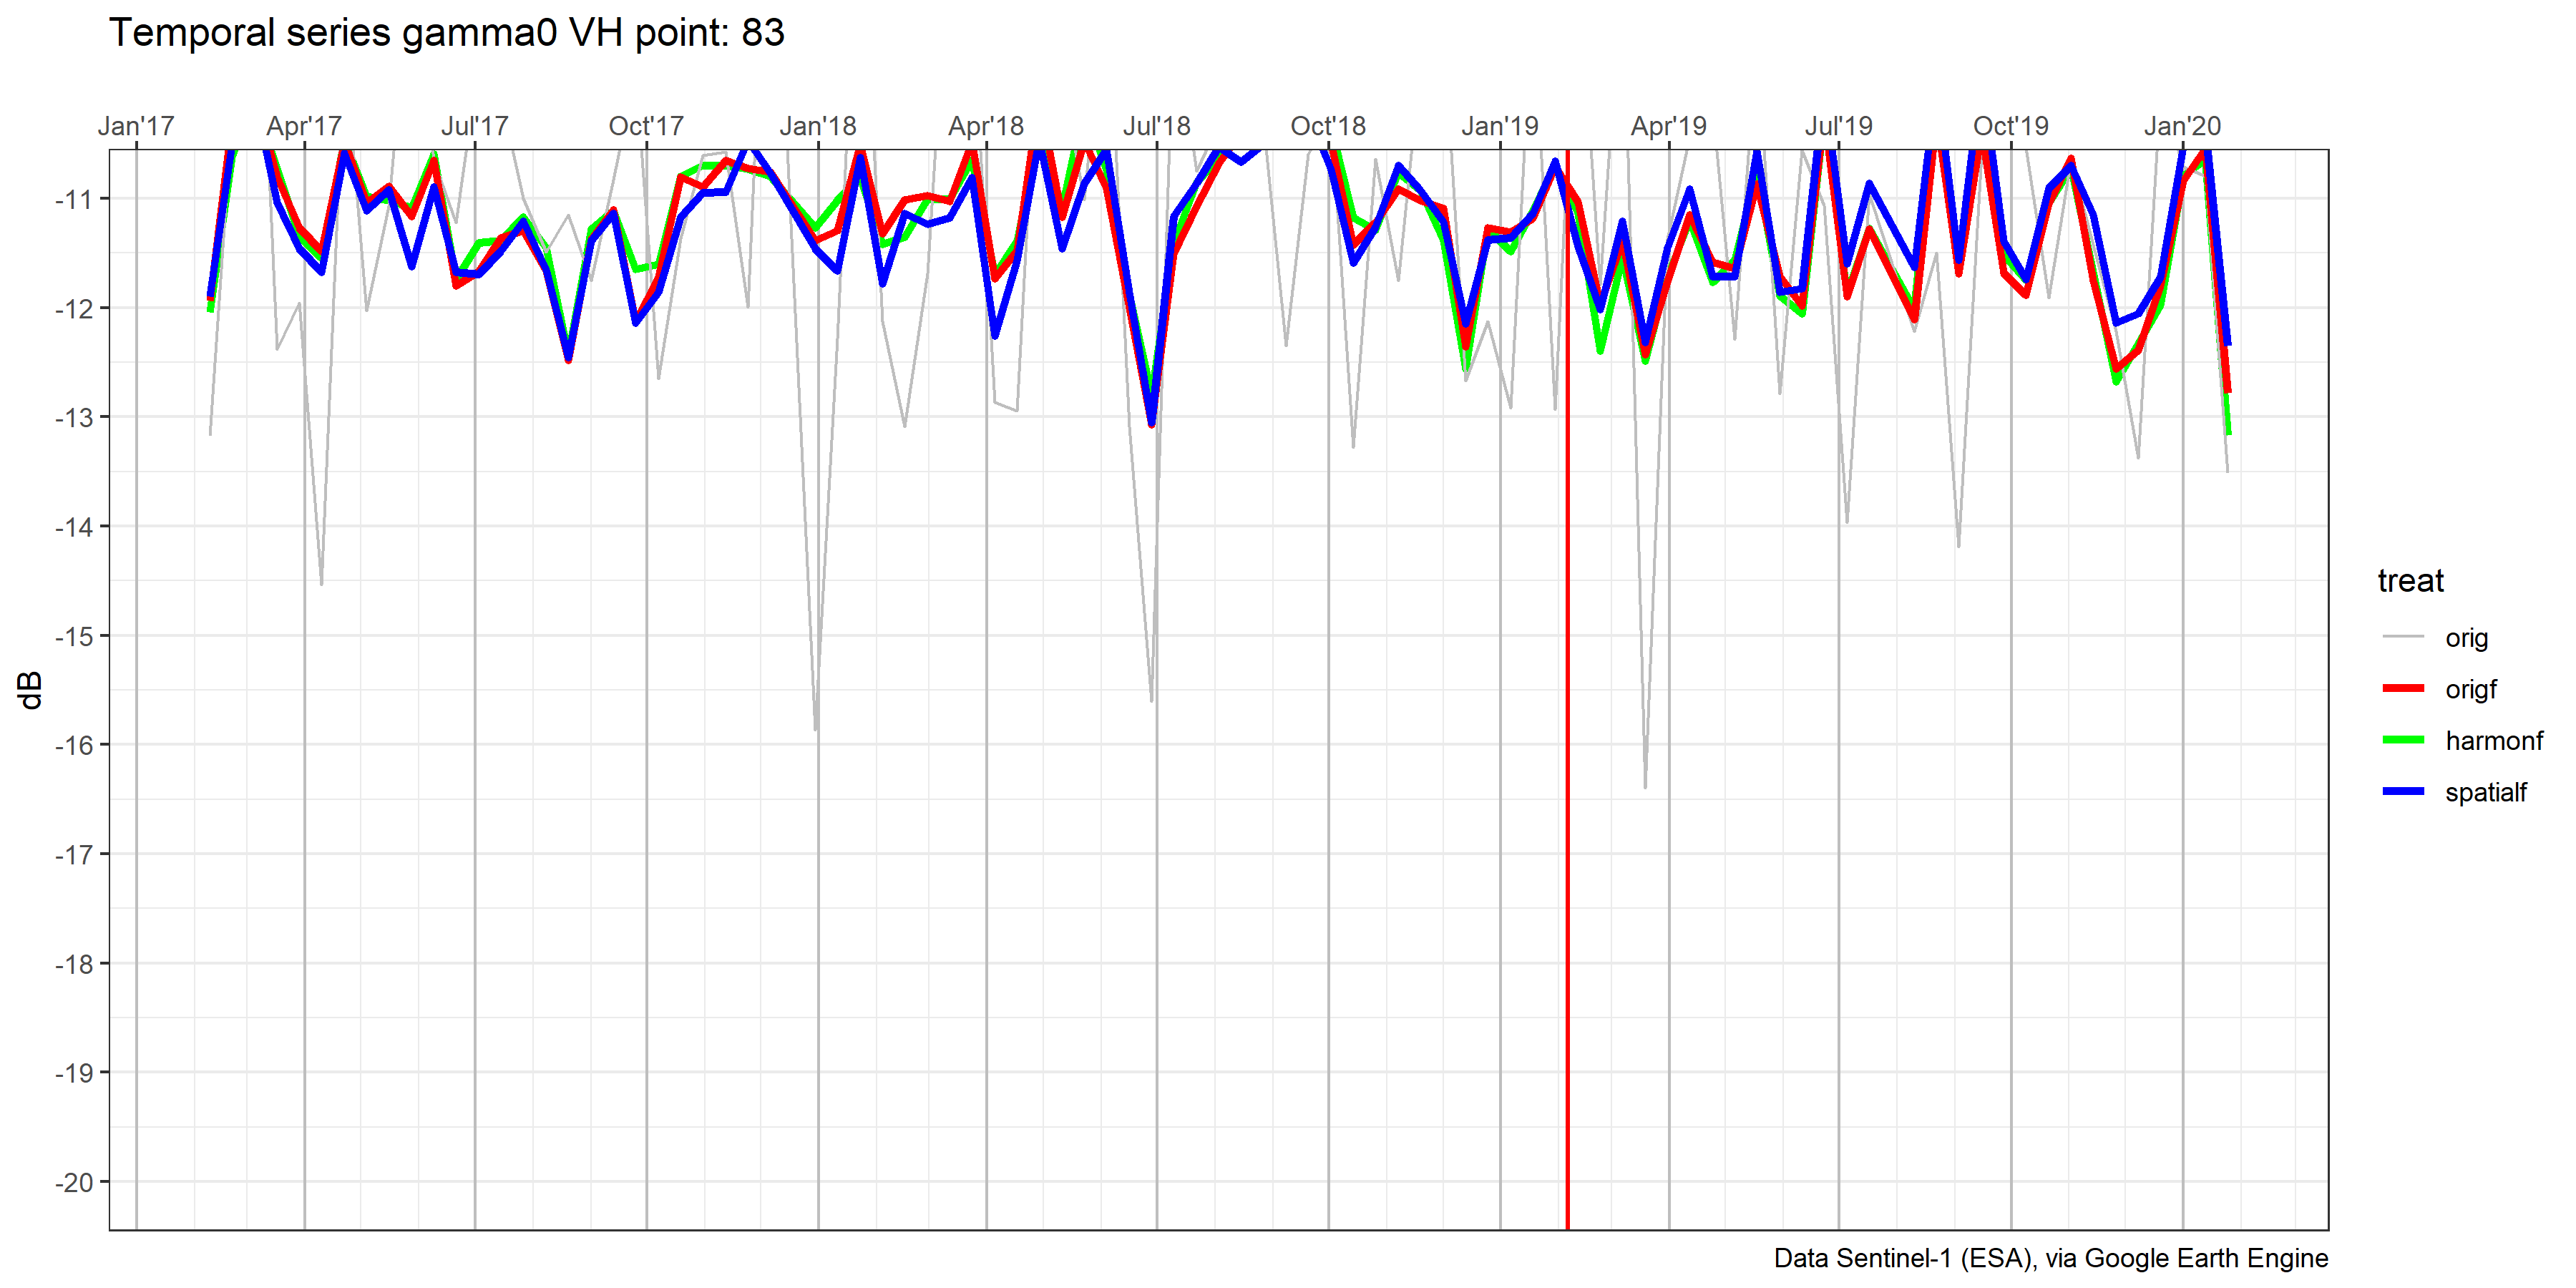 Temporal series gamma0 VH point: 83
Jan'17 Apr'17 Jul'17 Oct'17 Jan'18 Apr'18 Jul'18 Oct'18 Jan'19 Apr'19 Jul'19 Oct'19 Jan'20
-11
-12
-13
-14
-15
-16
-17
-18
-19
-20
dB
treat
orig
origf
harmonf
spatialf
Data Sentinel-1 (ESA), via Google Earth Engine